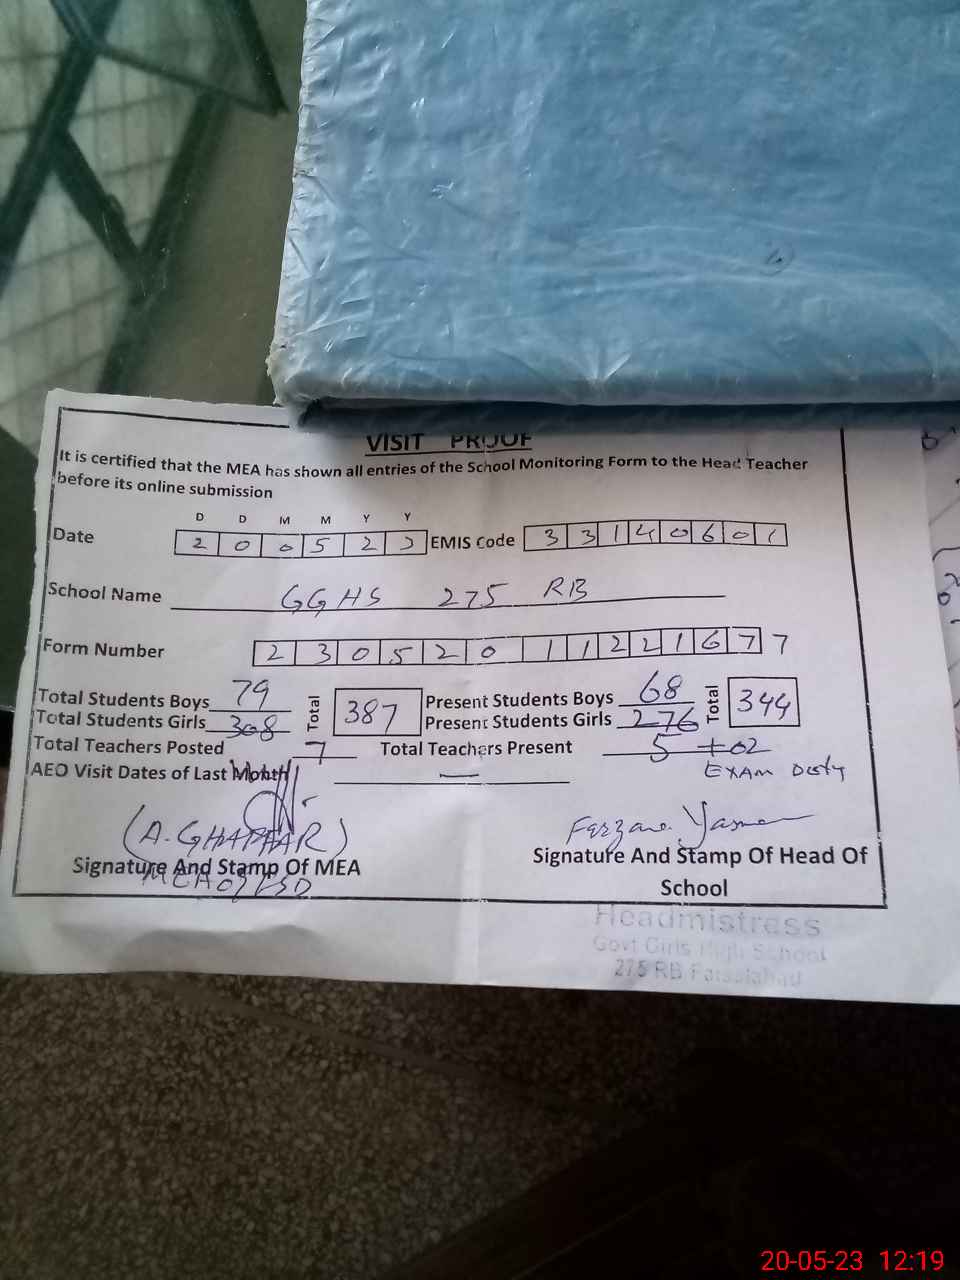 VISIT PROOF
It is certified that the MEA has shown all entries of the School Monitoring Form to the Head Teacher
before its online submission
D D M M Y Y
Date 2 0 0 5 2 3 EMIS Code 3 3 1 4 0 6 0 1
School Name GGHS 275 RB
Form Number 2 3 0 5 2 0 1 1 2 2 1 6 7 7
Total Students Boys 79 Total 387 Present Students Boys 68 Total 344
Total Students Girls 308 Present Students Girls 276
Total Teachers Posted 7 Total Teachers Present 5 +02
AEO Visit Dates of Last Month — EXAM Duty
(A. GHAFFAR) Farzana Yasmeen
Signature And Stamp Of MEA Signature And Stamp Of Head Of
School
Headmistress
Govt Girls High School
275 RB Faisalabad
20-05-23 12:19